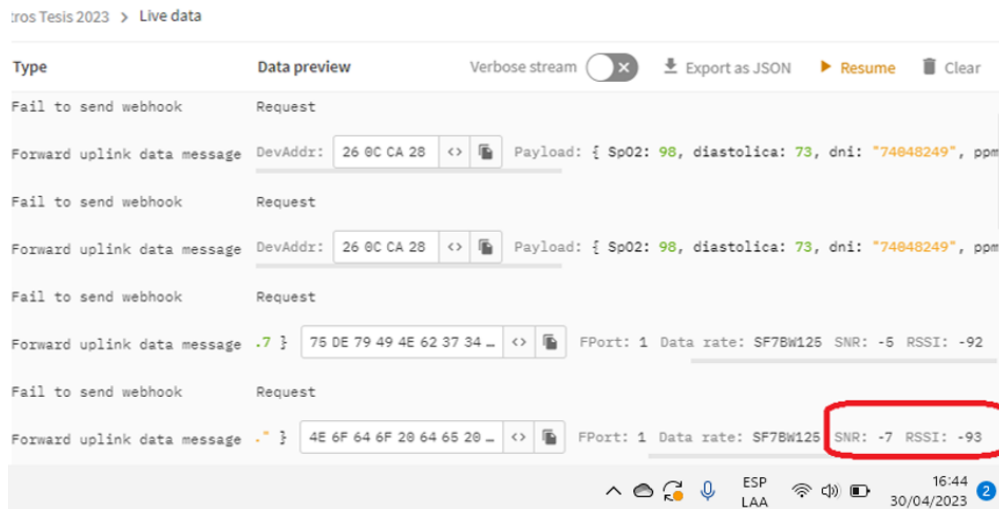 tros Tesis 2023 > Live data
Type Data preview Verbose stream Export as JSON Resume Clear
Fail to send webhook Request
Forward uplink data message DevAddr: 26 0C CA 28 <> Payload: { SpO2: 98, diastolica: 73, dni: "74048249", ppm
Fail to send webhook Request
Forward uplink data message DevAddr: 26 0C CA 28 <> Payload: { SpO2: 98, diastolica: 73, dni: "74048249", ppm
Fail to send webhook Request
Forward uplink data message .7 } 75 DE 79 49 4E 62 37 34 … <> FPort: 1 Data rate: SF7BW125 SNR: -5 RSSI: -92
Fail to send webhook Request
Forward uplink data message ." } 4E 6F 64 6F 20 64 65 20 … <> FPort: 1 Data rate: SF7BW125 SNR: -7 RSSI: -93
ESP 16:44
LAA 30/04/2023 2